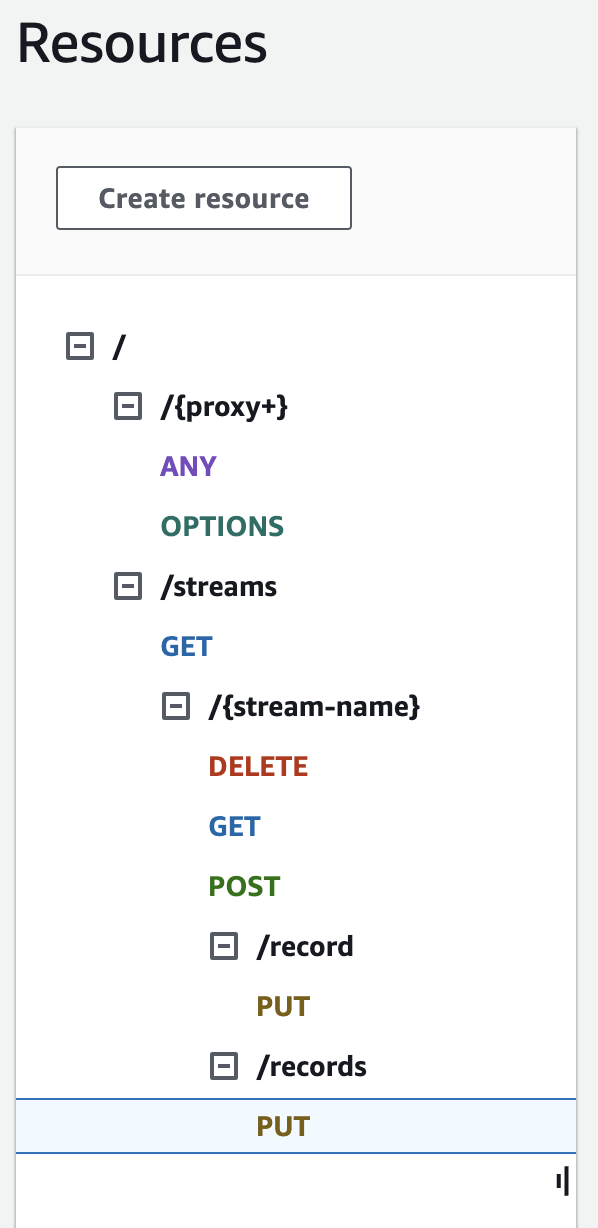 Resources
Create resource
/
/{proxy+}
ANY
OPTIONS
/streams
GET
/{stream-name}
DELETE
GET
POST
/record
PUT
/records
PUT